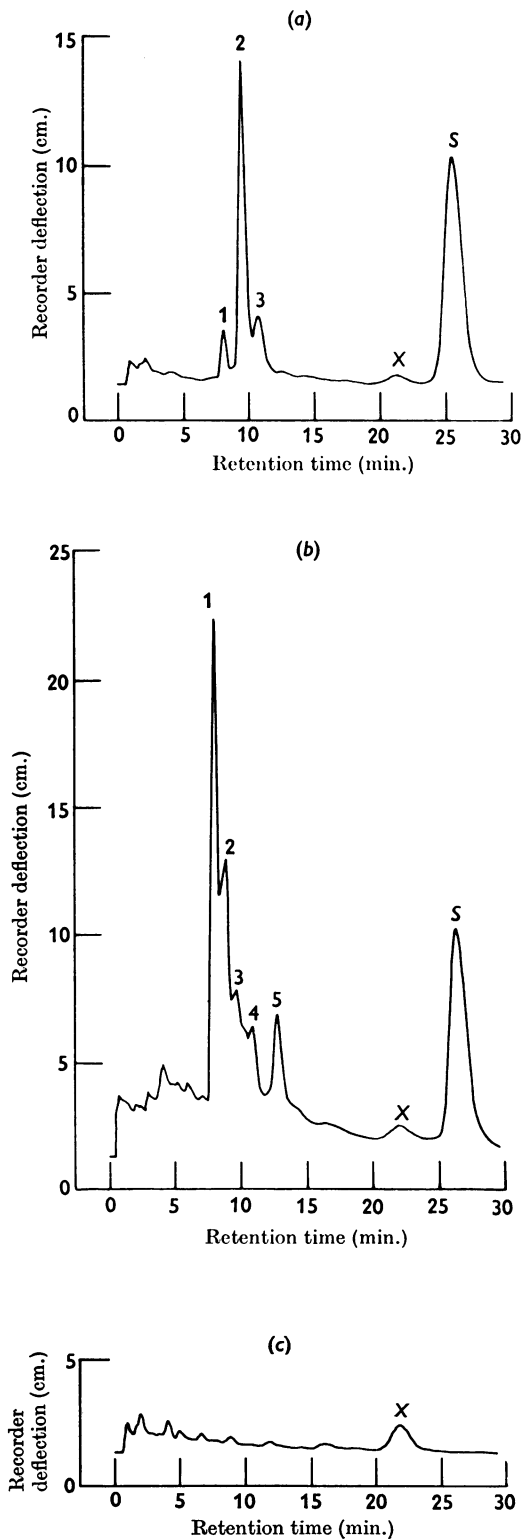 (a)
15
10
5
0
Recorder deflection (cm.)
1
2
3
X
S
0 5 10 15 20 25 30
Retention time (min.)
(b)
25
20
15
10
5
0
Recorder deflection (cm.)
1
2
3
4
5
X
S
0 5 10 15 20 25 30
Retention time (min.)
(c)
5
0
Recorder
deflection (cm.)
X
0 5 10 15 20 25 30
Retention time (min.)